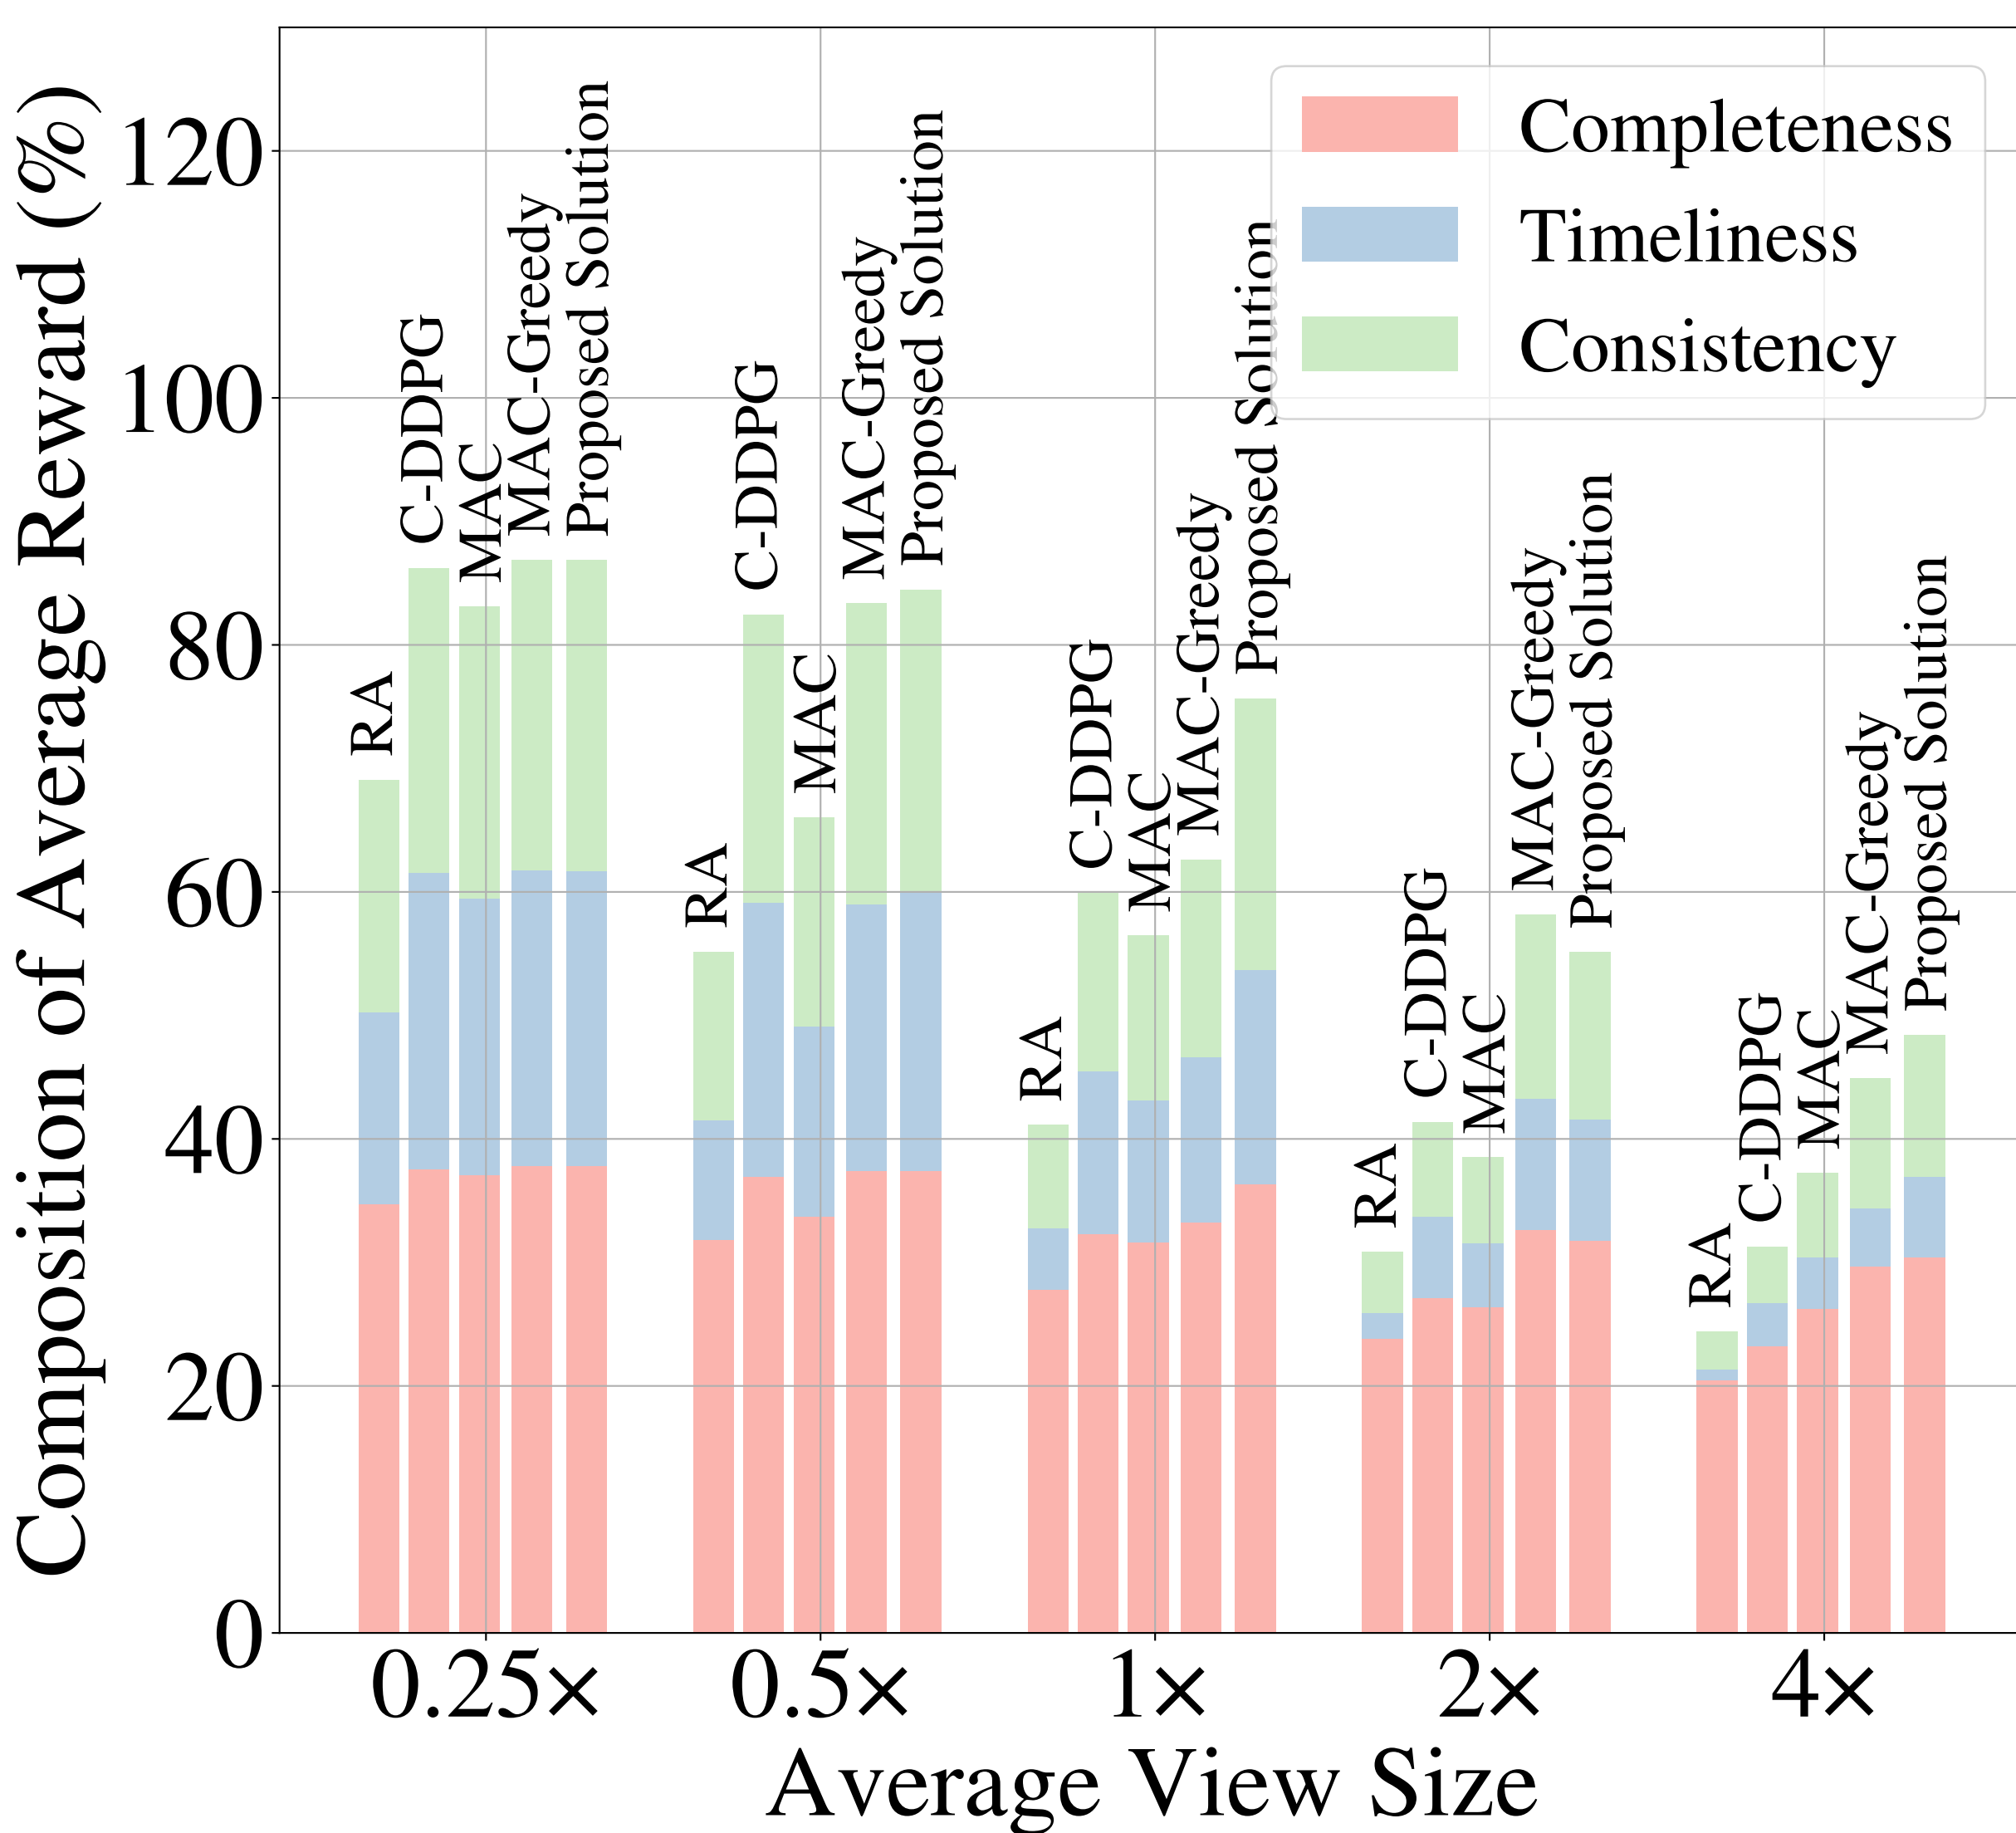 Composition of Average Reward (%)
120
100
80
60
40
20
0
Completeness
Timeliness
Consistency
RA
C-DDPG
MAC
MAC-Greedy
Proposed Solution
RA
C-DDPG
MAC
MAC-Greedy
Proposed Solution
RA
C-DDPG
MAC
MAC-Greedy
Proposed Solution
RA
C-DDPG
MAC
MAC-Greedy
Proposed Solution
RA
C-DDPG
MAC
MAC-Greedy
Proposed Solution
0.25×
0.5×
1×
2×
4×
Average View Size